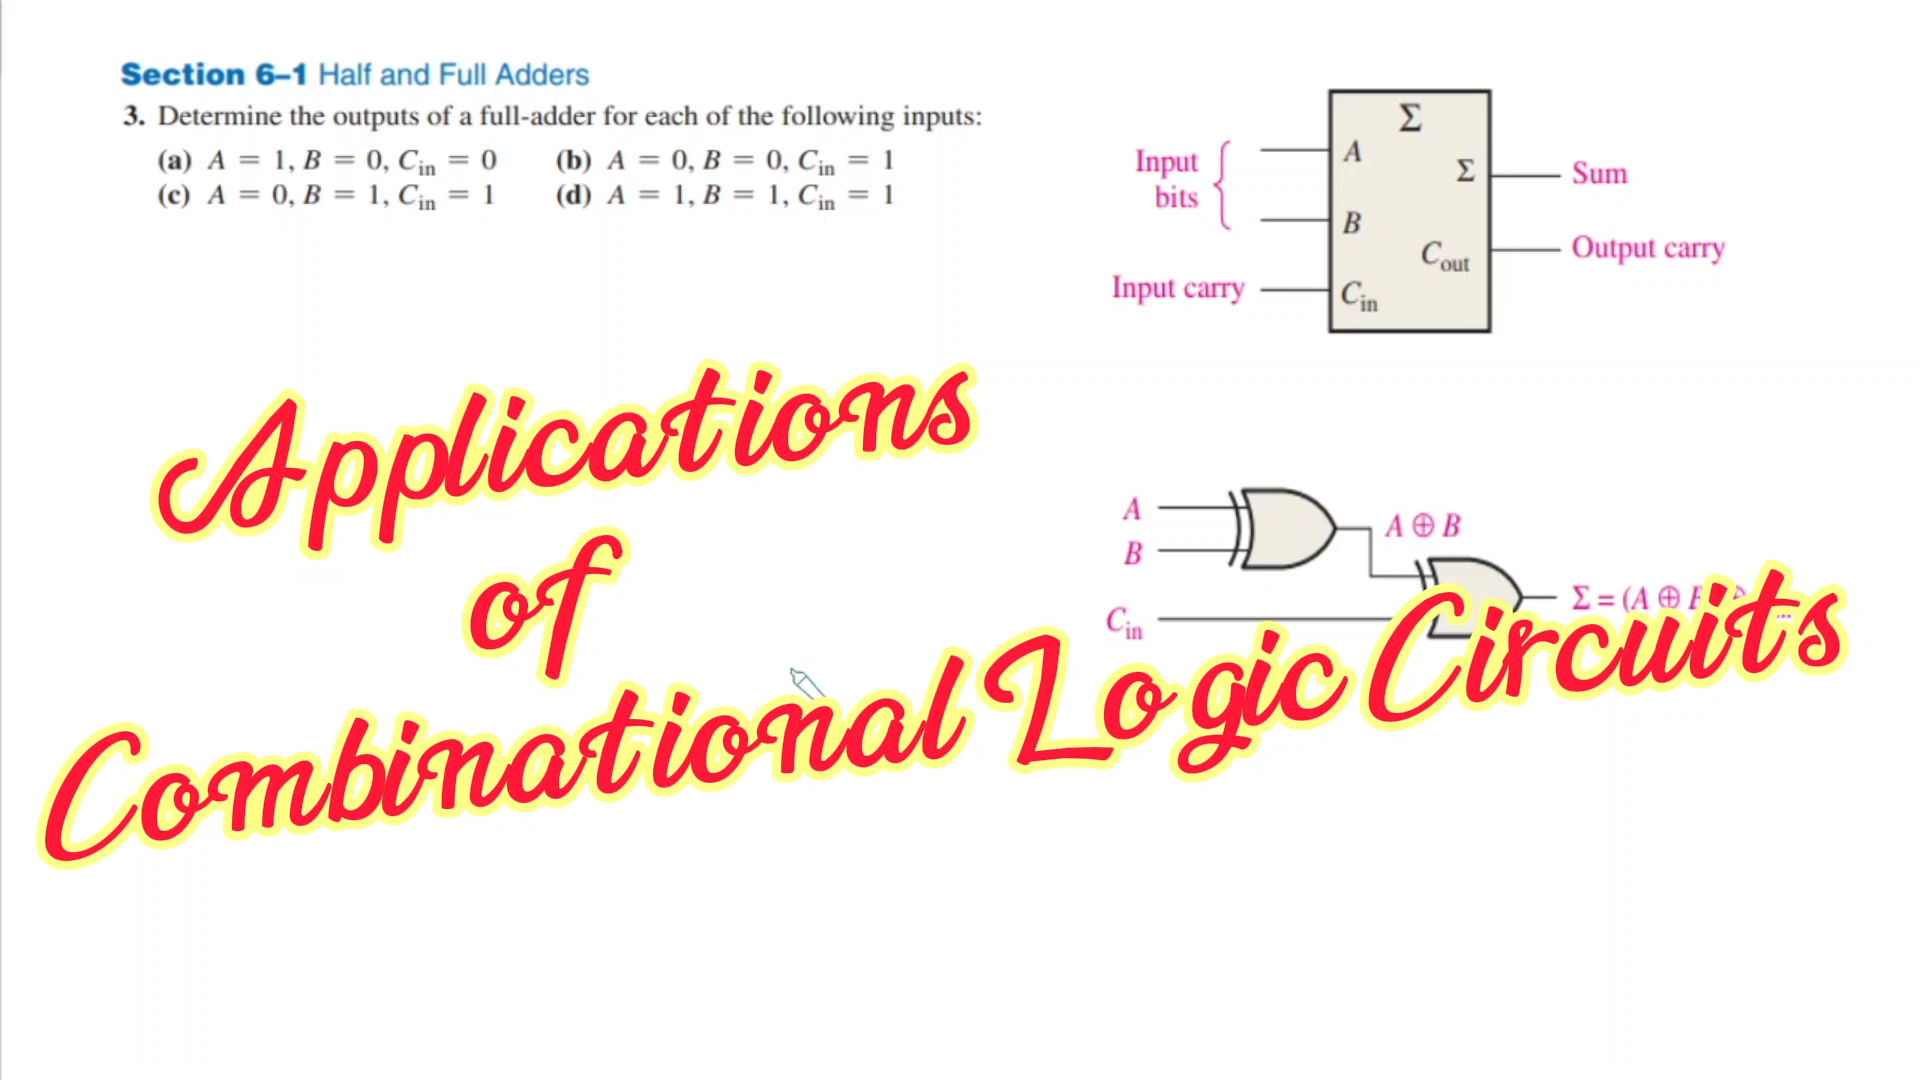 Section 6–1 Half and Full Adders
3. Determine the outputs of a full-adder for each of the following inputs:
(a) A = 1, B = 0, Cin = 0 (b) A = 0, B = 0, Cin = 1
(c) A = 0, B = 1, Cin = 1 (d) A = 1, B = 1, Cin = 1
Σ
Input
bits
A
Σ
Sum
B
Cout
Output carry
Input carry
Cin
Applications
of
Combinational Logic Circuits
A
B
A ⊕ B
Cin
Σ = (A ⊕